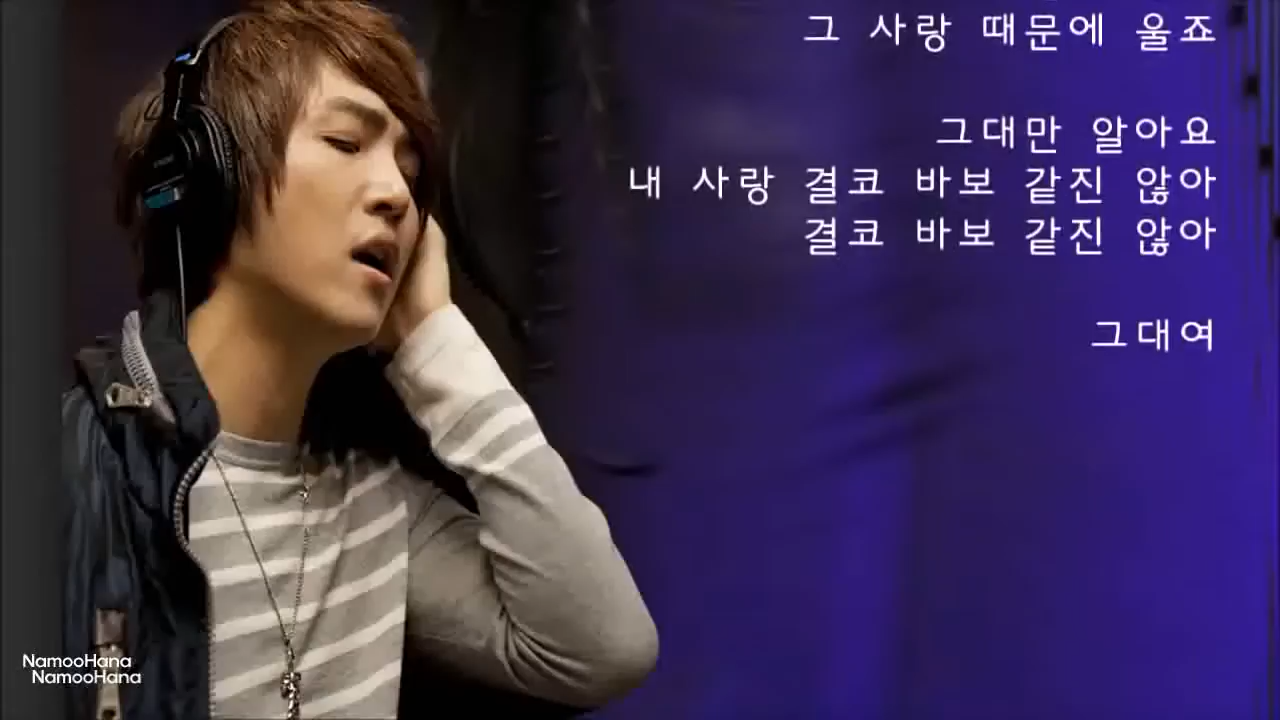 그 사랑 때문에 울죠
그대만 알아요
내 사랑 결코 바보 같진 않아
결코 바보 같진 않아
그대여
NamooHana
NamooHana